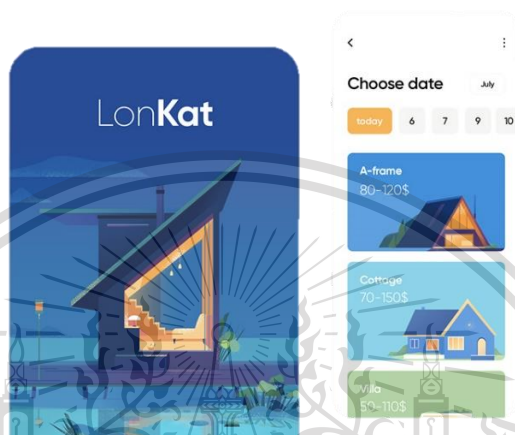 LonKat
Choose date
July
today 6 7 9 10
A-frame
80-120$
Cottage
70-150$
Villa
50-110$